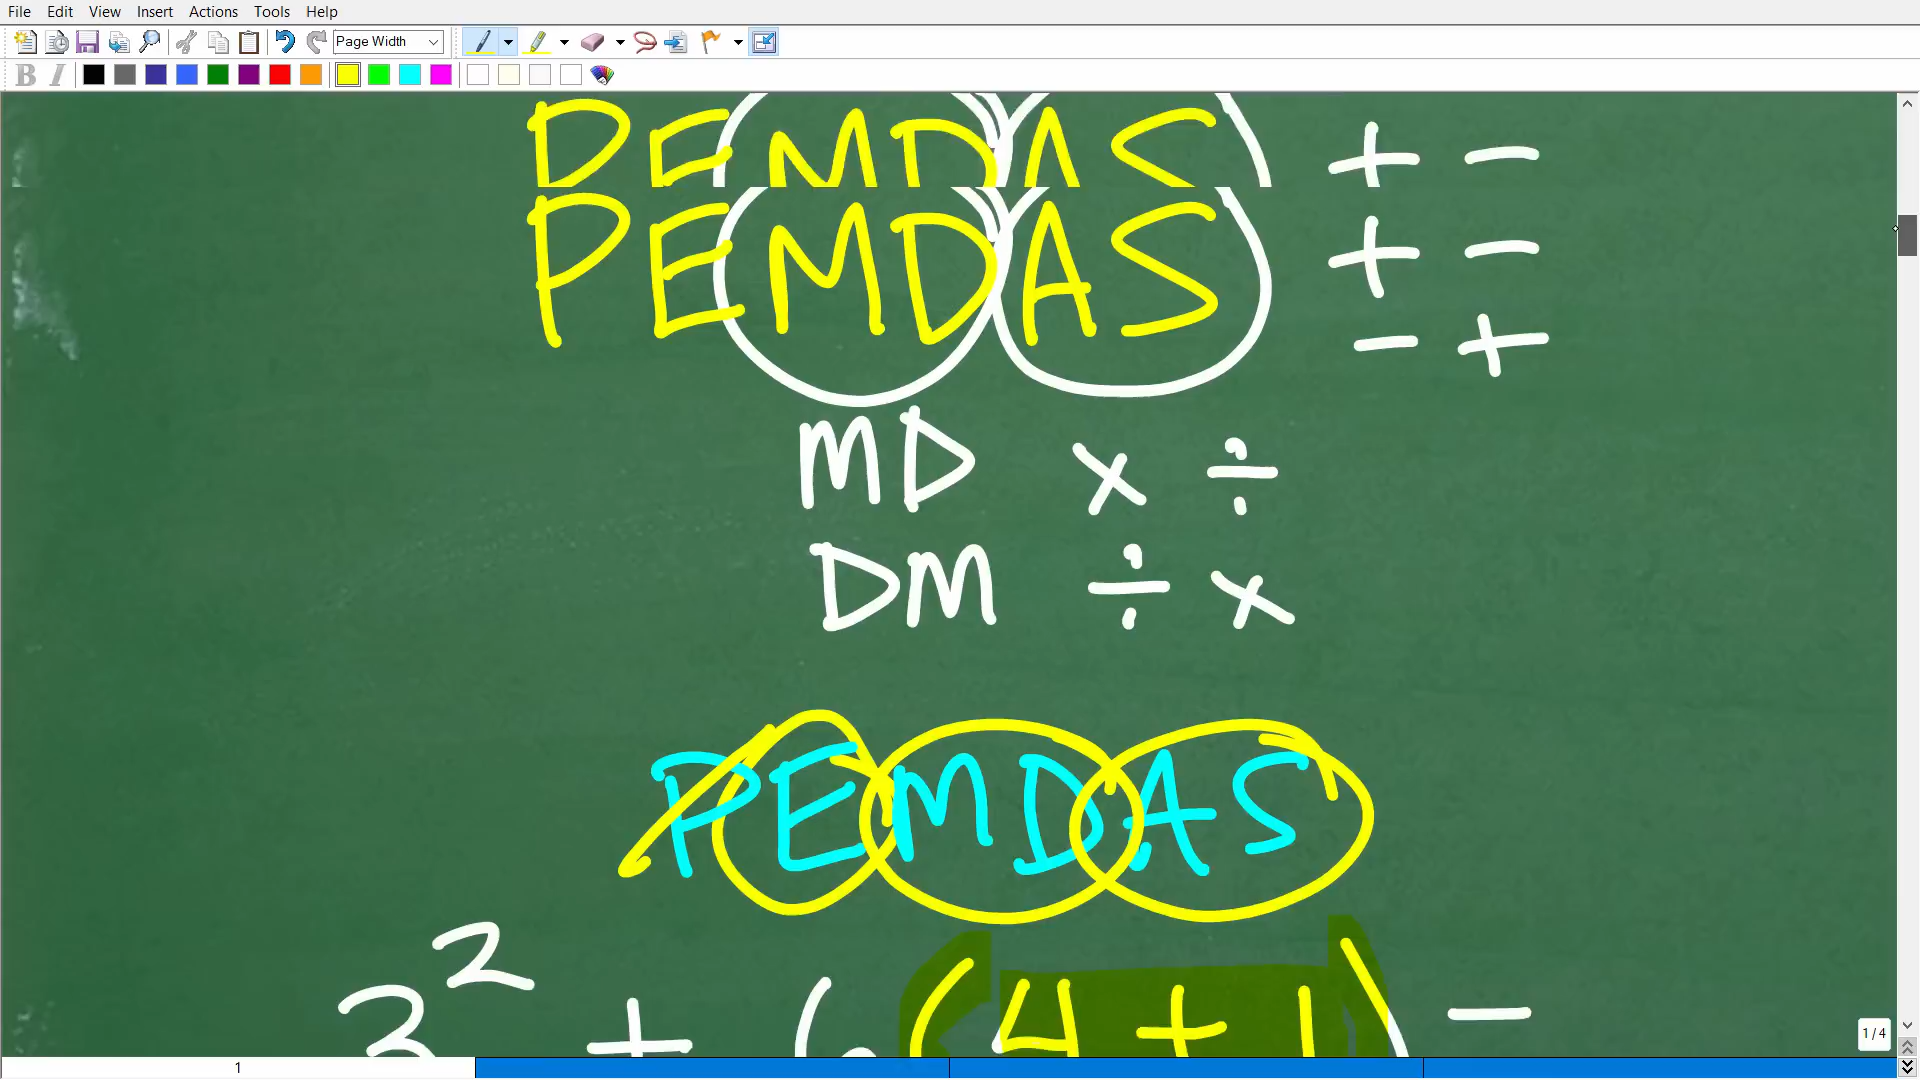 File Edit View Insert Actions Tools Help
Page Width
B I
PEMDAS + −
PEMDAS + −
− +
MD × ÷
DM ÷ ×
PEMDAS
3² + 6(4 + 1) −
1 / 4
1